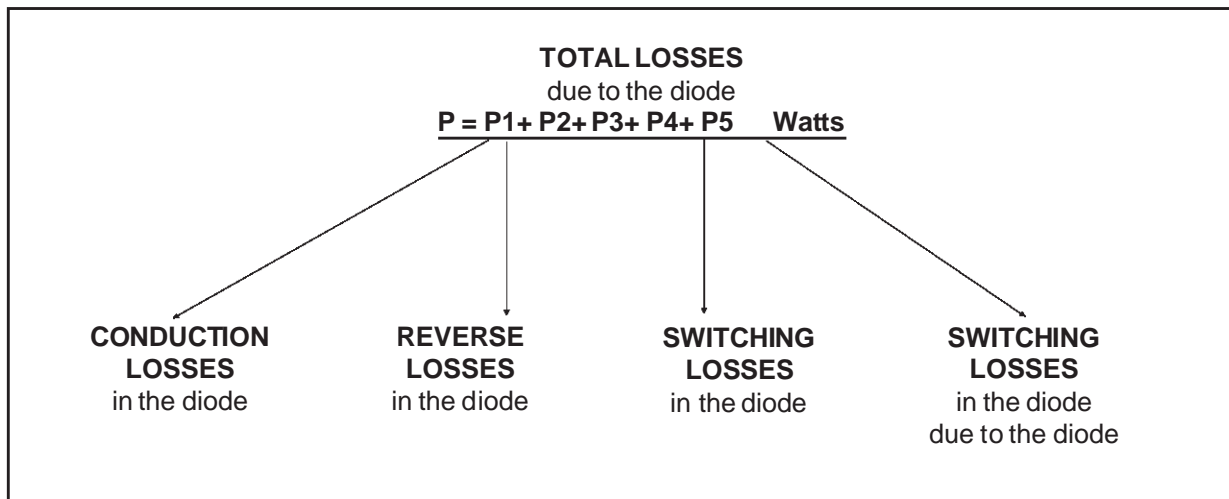 TOTAL LOSSES
due to the diode
P = P1+ P2+ P3+ P4+ P5 Watts
CONDUCTION
LOSSES
in the diode
REVERSE
LOSSES
in the diode
SWITCHING
LOSSES
in the diode
SWITCHING
LOSSES
in the diode
due to the diode